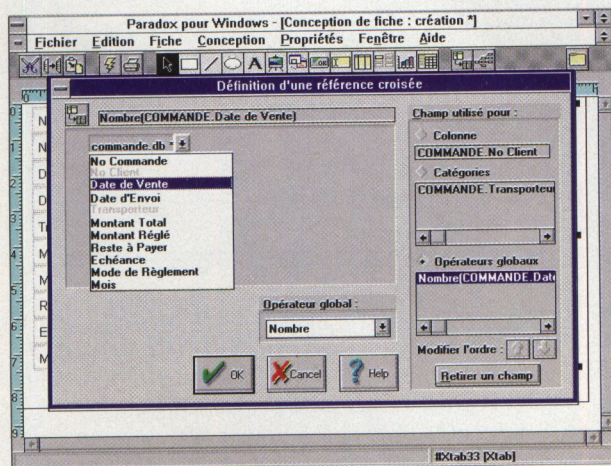 Paradox pour Windows - [Conception de fiche : création *]
Fichier Edition Fiche Conception Propriétés Fenêtre Aide
Définition d'une référence croisée
Nombre(COMMANDE.Date de Vente)
commande.db *
No Commande
No Client
Date de Vente
Date d'Envoi
Transporteur
Montant Total
Montant Réglé
Reste à Payer
Echéance
Mode de Règlement
Mois
Opérateur global :
Nombre
OK
Cancel
Help
Champ utilisé pour :
Colonne
COMMANDE.No Client
Catégories
COMMANDE.Transporteu
Opérateurs globaux
Nombre(COMMANDE.Date
Modifier l'ordre :
Retirer un champ
N
N
D
D
T
M
M
R
E
M
#Xtab33 [Xtab]